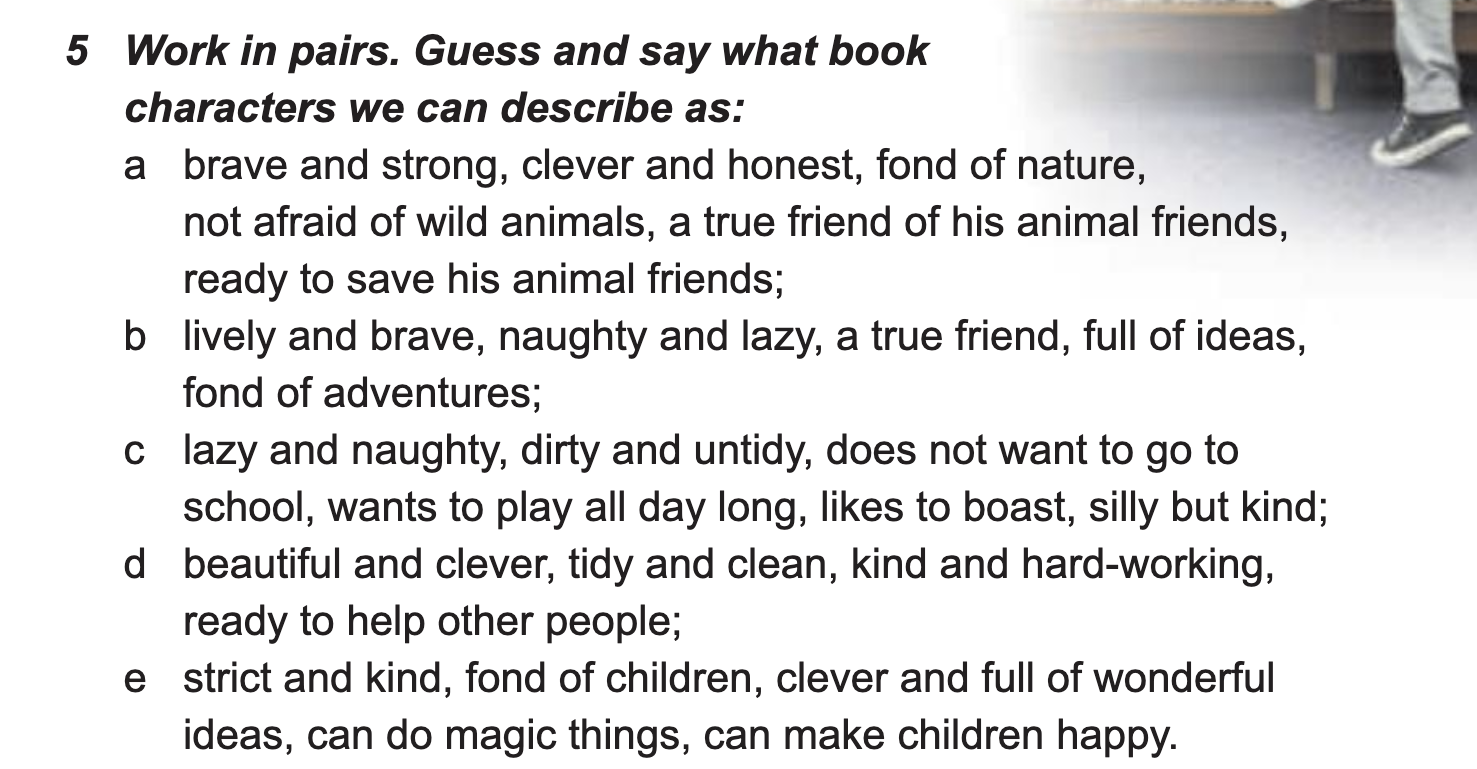 5 Work in pairs. Guess and say what book
characters we can describe as:
a brave and strong, clever and honest, fond of nature,
not afraid of wild animals, a true friend of his animal friends,
ready to save his animal friends;
b lively and brave, naughty and lazy, a true friend, full of ideas,
fond of adventures;
c lazy and naughty, dirty and untidy, does not want to go to
school, wants to play all day long, likes to boast, silly but kind;
d beautiful and clever, tidy and clean, kind and hard-working,
ready to help other people;
e strict and kind, fond of children, clever and full of wonderful
ideas, can do magic things, can make children happy.